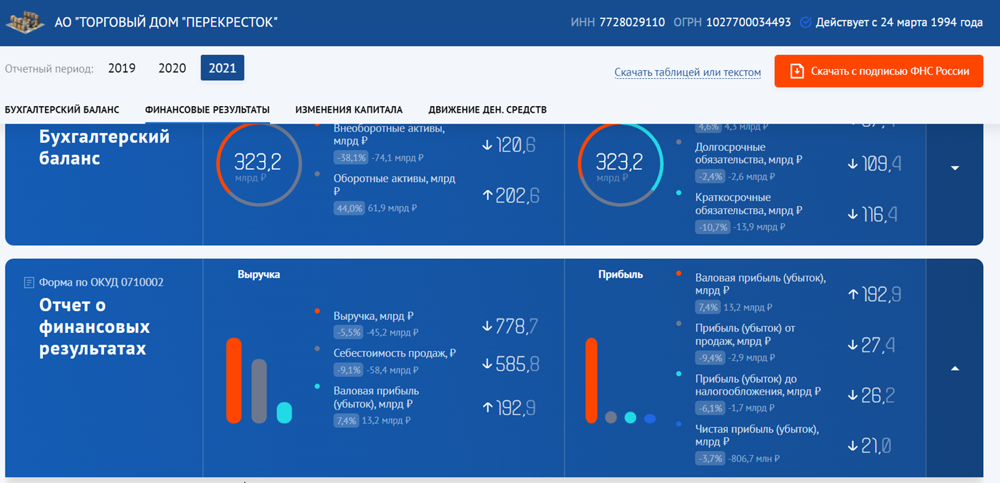 АО "ТОРГОВЫЙ ДОМ "ПЕРЕКРЕСТОК"
ИНН 7728029110 ОГРН 1027700034493 Действует с 24 марта 1994 года
Отчетный период: 2019 2020 2021
Скачать таблицей или текстом
Скачать с подписью ФНС России
БУХГАЛТЕРСКИЙ БАЛАНС ФИНАНСОВЫЕ РЕЗУЛЬТАТЫ ИЗМЕНЕНИЯ КАПИТАЛА ДВИЖЕНИЕ ДЕН. СРЕДСТВ
Бухгалтерский
баланс
323,2
млрд ₽
Внеоборотные активы,
млрд ₽
120,6
-38,1% -74,1 млрд ₽
Оборотные активы, млрд
₽
202,6
44,0% 61,9 млрд ₽
323,2
млрд ₽
4,6% 4,3 млрд ₽
Долгосрочные
обязательства, млрд ₽
109,4
-2,4% -2,6 млрд ₽
Краткосрочные
обязательства, млрд ₽
116,4
-10,7% -13,9 млрд ₽
Форма по ОКУД 0710002
Отчет о
финансовых
результатах
Выручка
Выручка, млрд ₽
778,7
-5,5% -45,2 млрд ₽
Себестоимость продаж, ₽
585,8
-9,1% -58,4 млрд ₽
Валовая прибыль
(убыток), млрд ₽
192,9
7,4% 13,2 млрд ₽
Прибыль
Валовая прибыль (убыток),
млрд ₽
192,9
7,4% 13,2 млрд ₽
Прибыль (убыток) от
продаж, млрд ₽
27,4
-9,4% -2,9 млрд ₽
Прибыль (убыток) до
налогообложения, млрд ₽
26,2
-6,1% -1,7 млрд ₽
Чистая прибыль (убыток),
млрд ₽
21,0
-3,7% -806,7 млн ₽